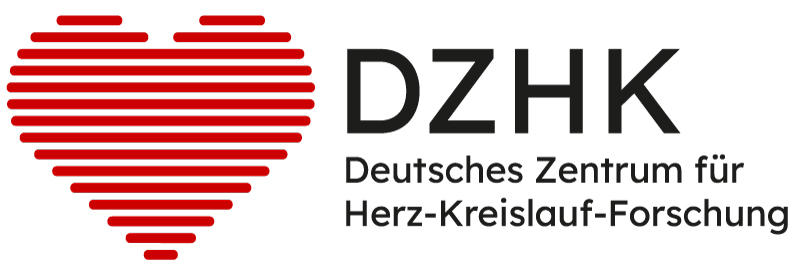 DZHK
Deutsches Zentrum für
Herz-Kreislauf-Forschung